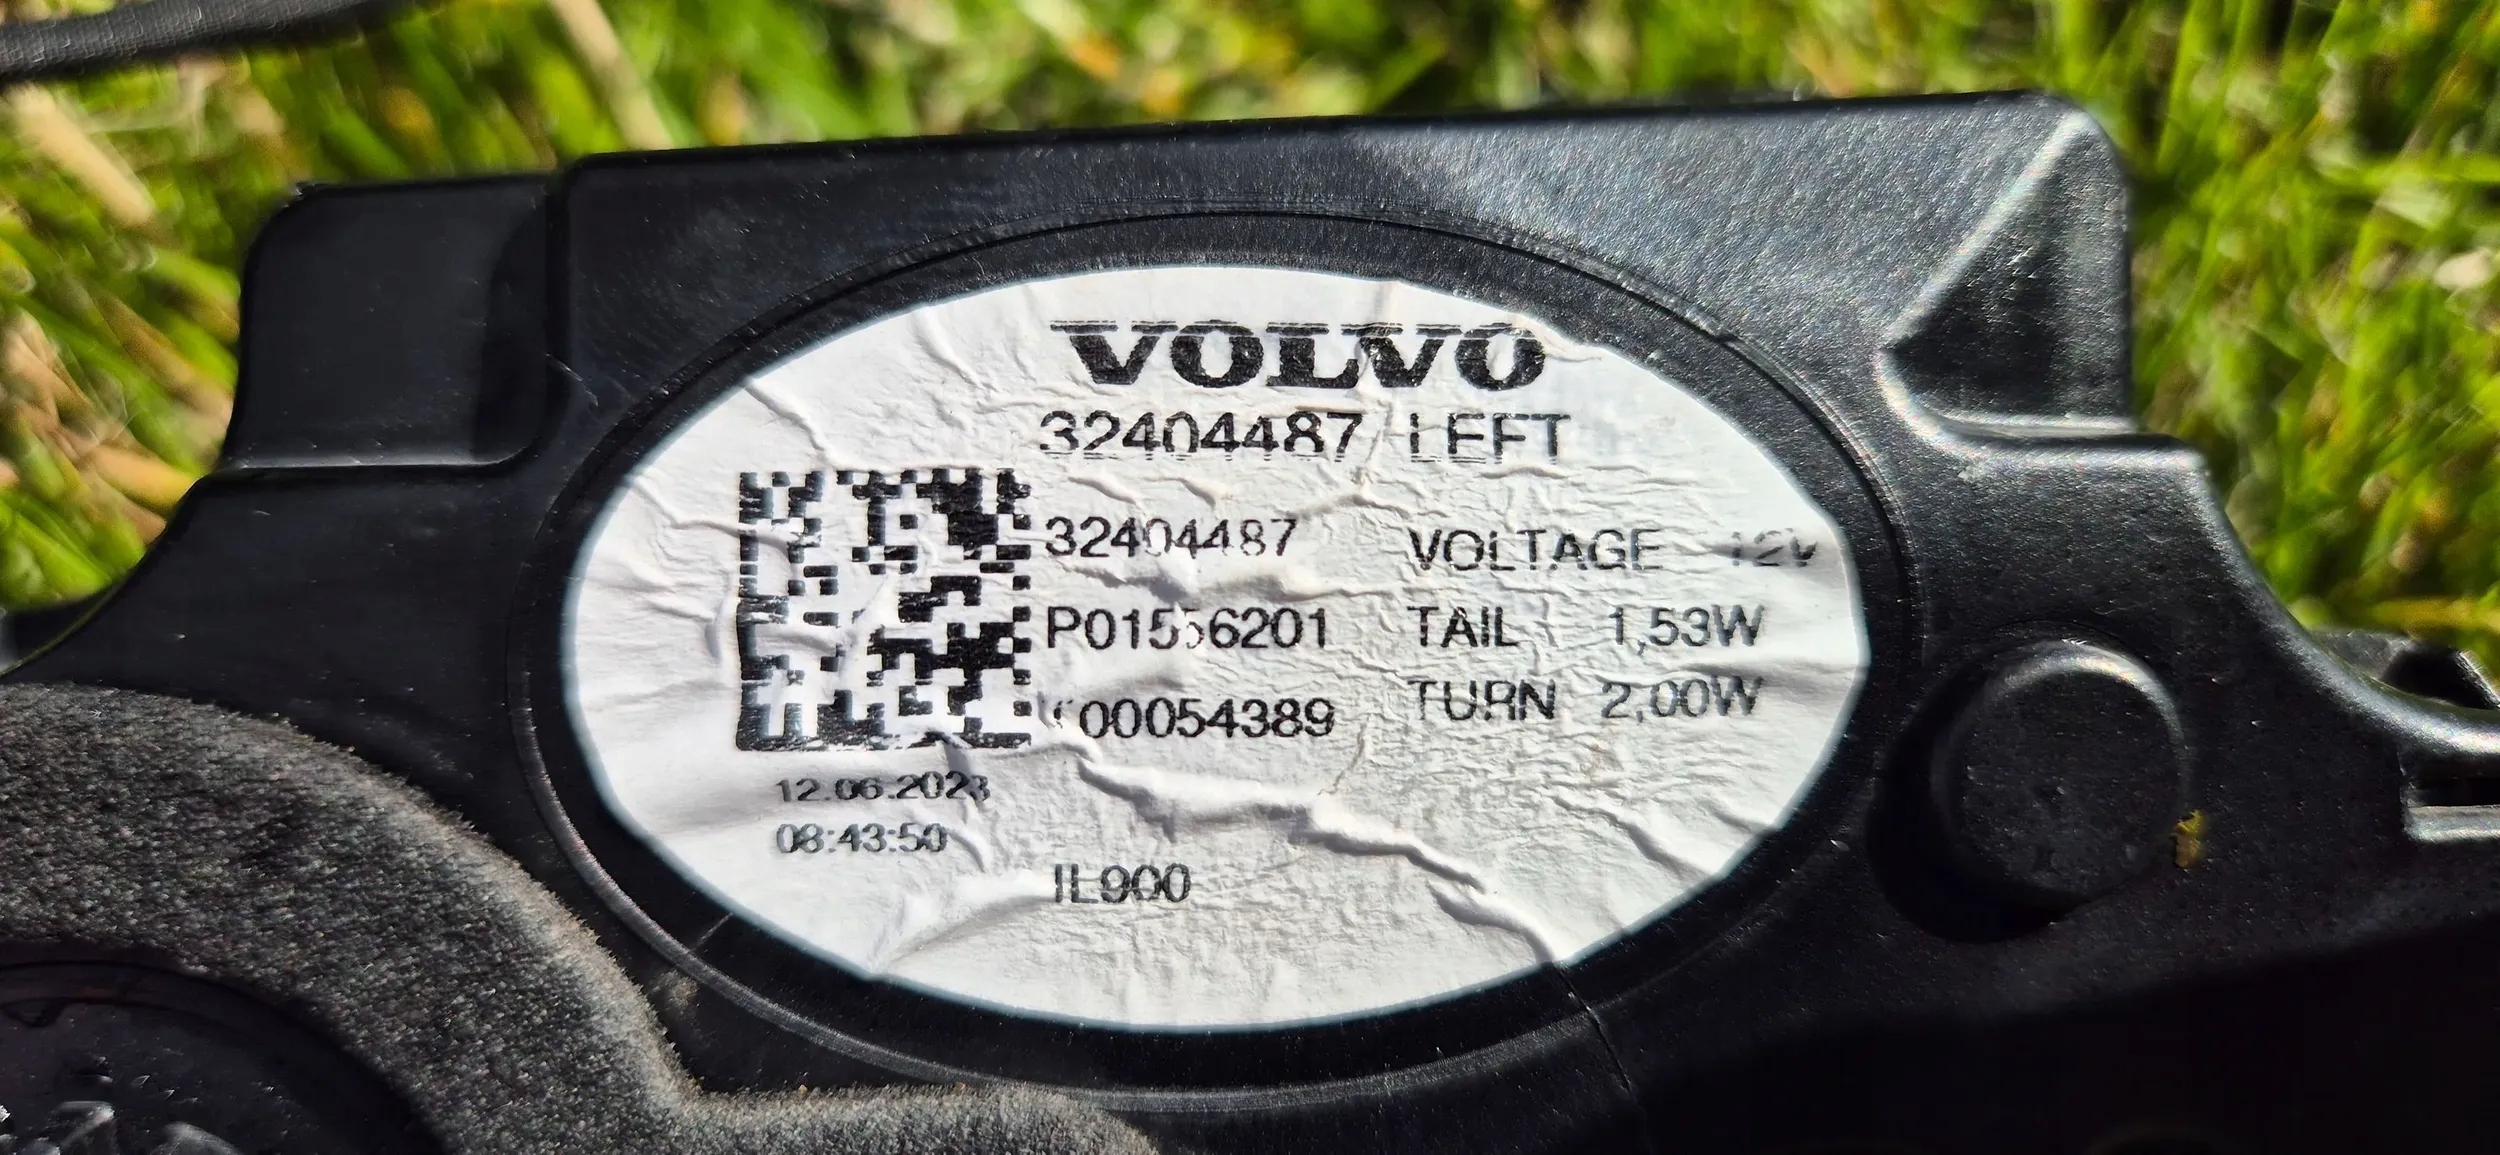 VOLVO
32404487 LEFT
32404487
P01556201
00054389
VOLTAGE 12V
TAIL 1,53W
TURN 2,00W
12.06.2023
08:43:50
IL900